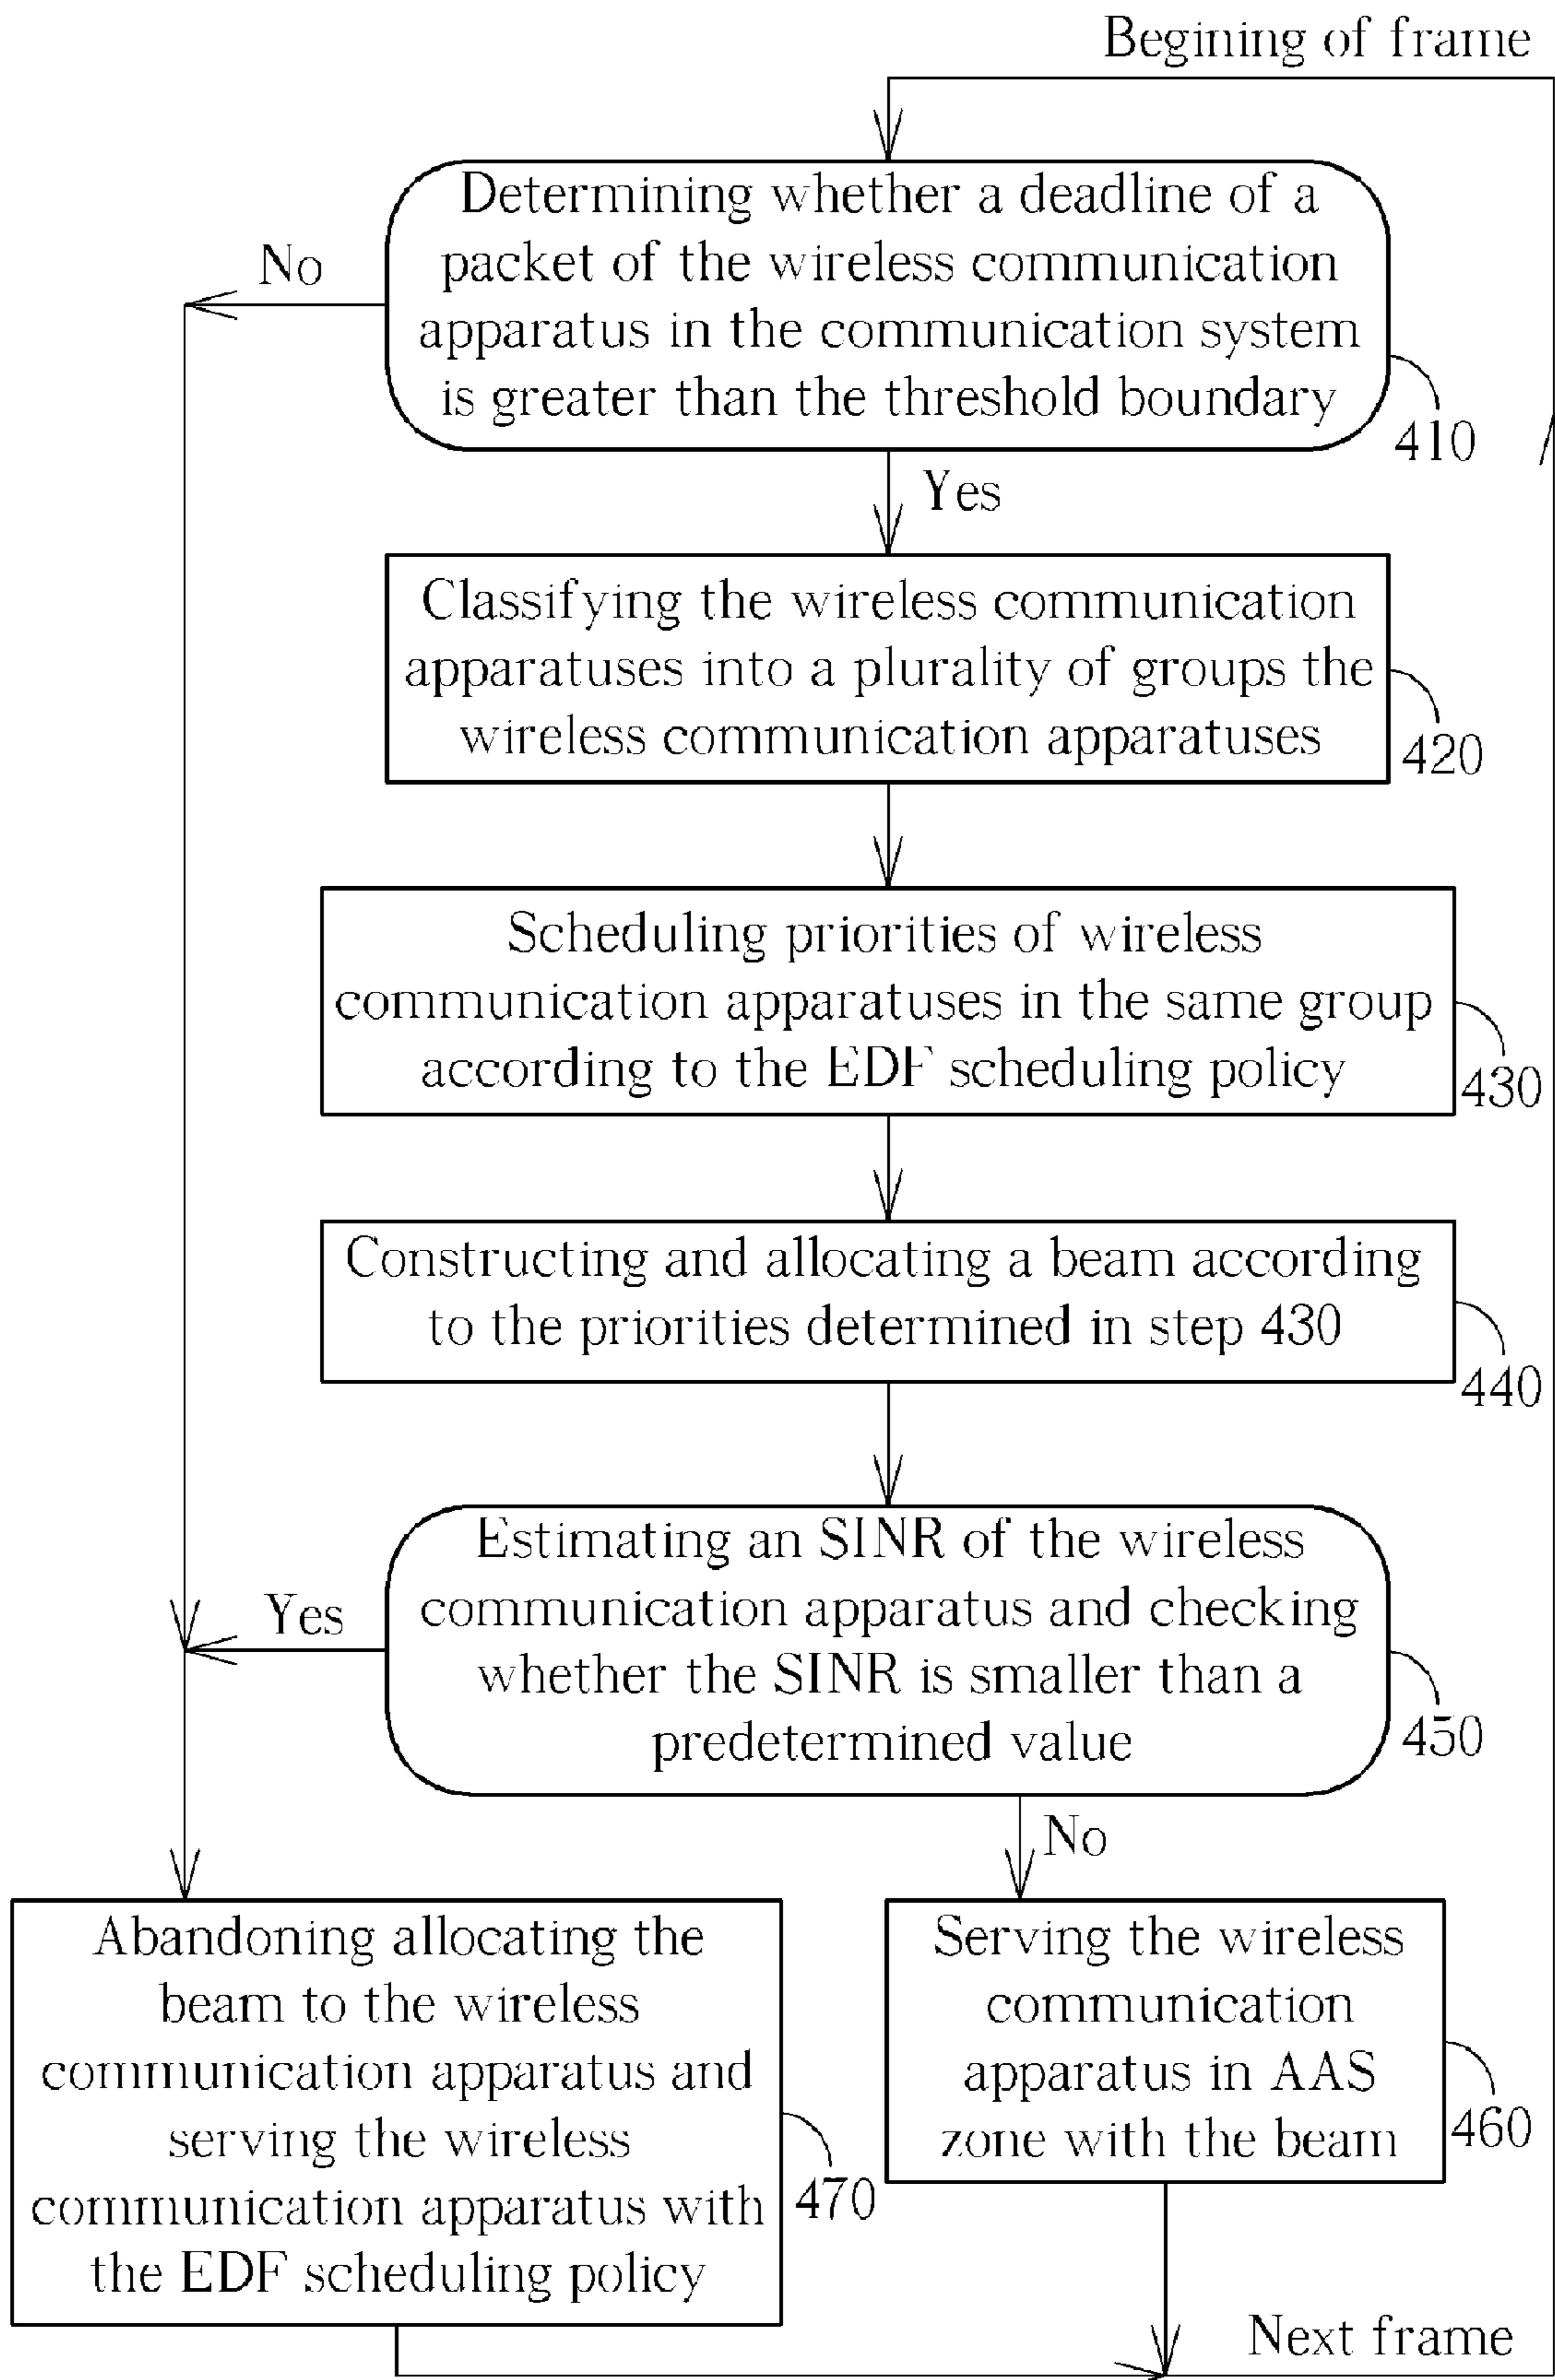 Begining of frame
Determining whether a deadline of a
packet of the wireless communication
apparatus in the communication system
is greater than the threshold boundary
No
410
Yes
Classifying the wireless communication
apparatuses into a plurality of groups the
wireless communication apparatuses
420
Scheduling priorities of wireless
communication apparatuses in the same group
according to the EDF scheduling policy
430
Constructing and allocating a beam according
to the priorities determined in step 430
440
Estimating an SINR of the wireless
communication apparatus and checking
whether the SINR is smaller than a
predetermined value
Yes
450
No
Abandoning allocating the
beam to the wireless
communication apparatus and
serving the wireless
communication apparatus with
the EDF scheduling policy
470
Serving the wireless
communication
apparatus in AAS
zone with the beam
460
Next frame